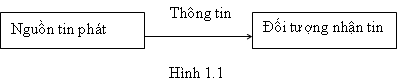 Thông tin
Nguồn tin phát
Đối tượng nhận tin
Hình 1.1